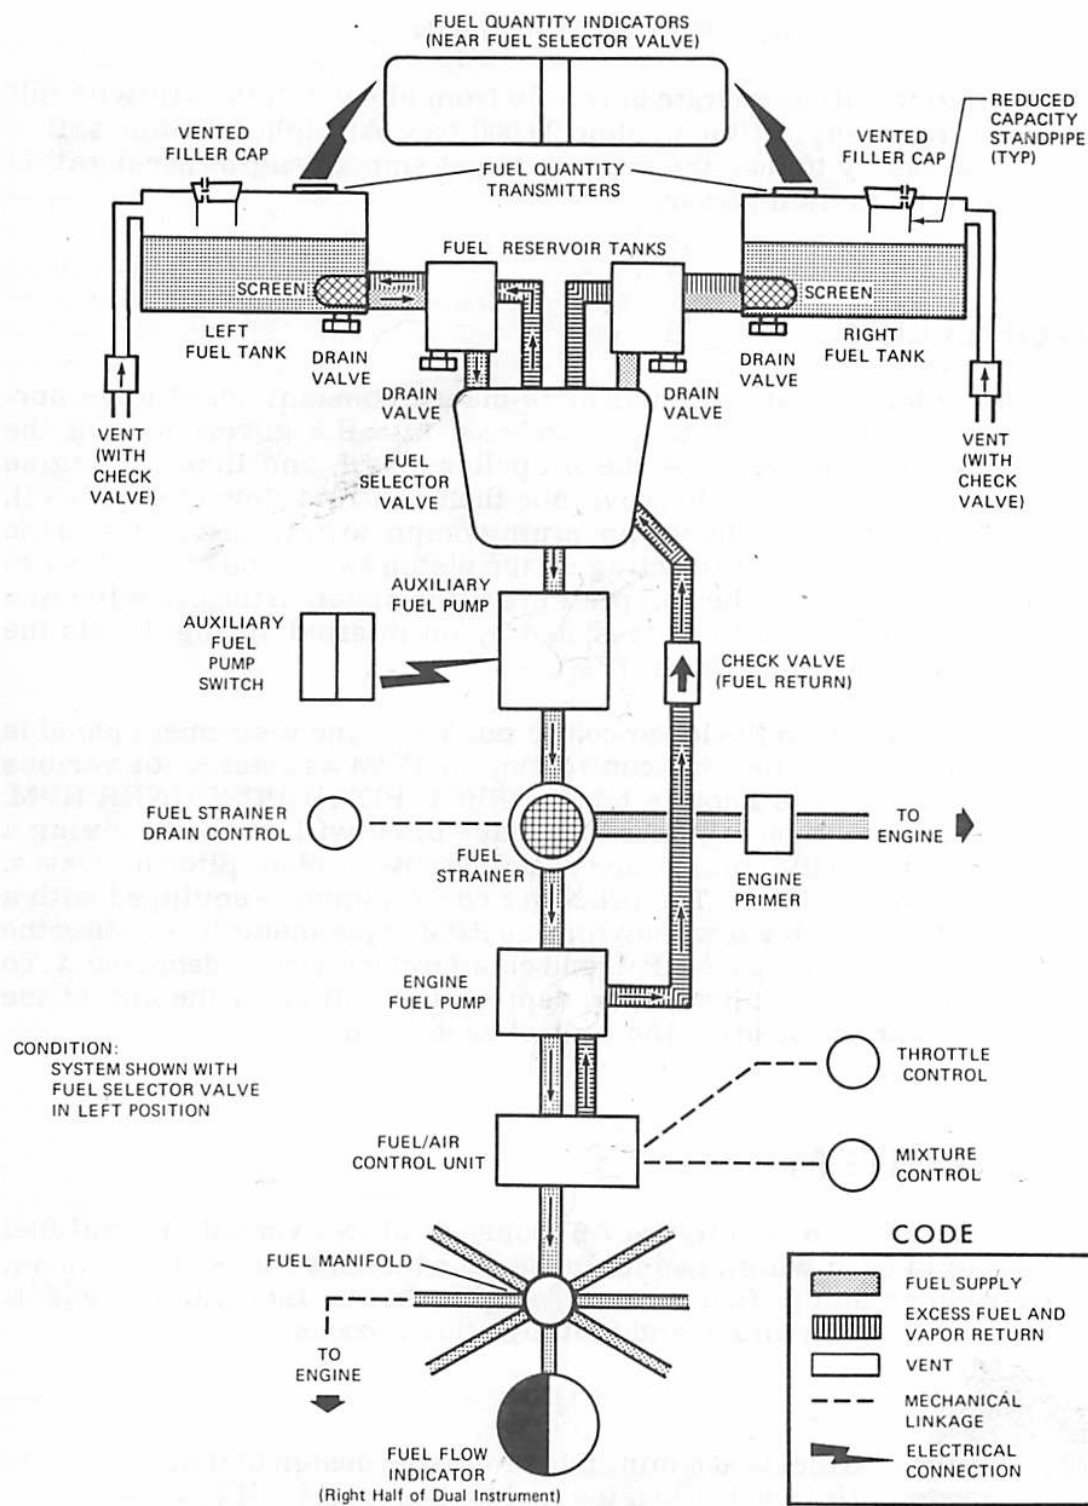 FUEL QUANTITY INDICATORS
(NEAR FUEL SELECTOR VALVE)
REDUCED
CAPACITY
STANDPIPE
(TYP)
VENTED
FILLER CAP
VENTED
FILLER CAP
FUEL QUANTITY
TRANSMITTERS
FUEL RESERVOIR TANKS
SCREEN
SCREEN
LEFT
FUEL TANK
RIGHT
FUEL TANK
DRAIN
VALVE
DRAIN
VALVE
DRAIN
VALVE
DRAIN
VALVE
VENT
(WITH
CHECK
VALVE)
VENT
(WITH
CHECK
VALVE)
FUEL
SELECTOR
VALVE
AUXILIARY
FUEL PUMP
AUXILIARY
FUEL
PUMP
SWITCH
CHECK VALVE
(FUEL RETURN)
FUEL STRAINER
DRAIN CONTROL
FUEL
STRAINER
TO
ENGINE
ENGINE
PRIMER
ENGINE
FUEL PUMP
CONDITION:
SYSTEM SHOWN WITH
FUEL SELECTOR VALVE
IN LEFT POSITION
THROTTLE
CONTROL
FUEL/AIR
CONTROL UNIT
MIXTURE
CONTROL
FUEL MANIFOLD
TO
ENGINE
FUEL FLOW
INDICATOR
(Right Half of Dual Instrument)
CODE
FUEL SUPPLY
EXCESS FUEL AND
VAPOR RETURN
VENT
MECHANICAL
LINKAGE
ELECTRICAL
CONNECTION